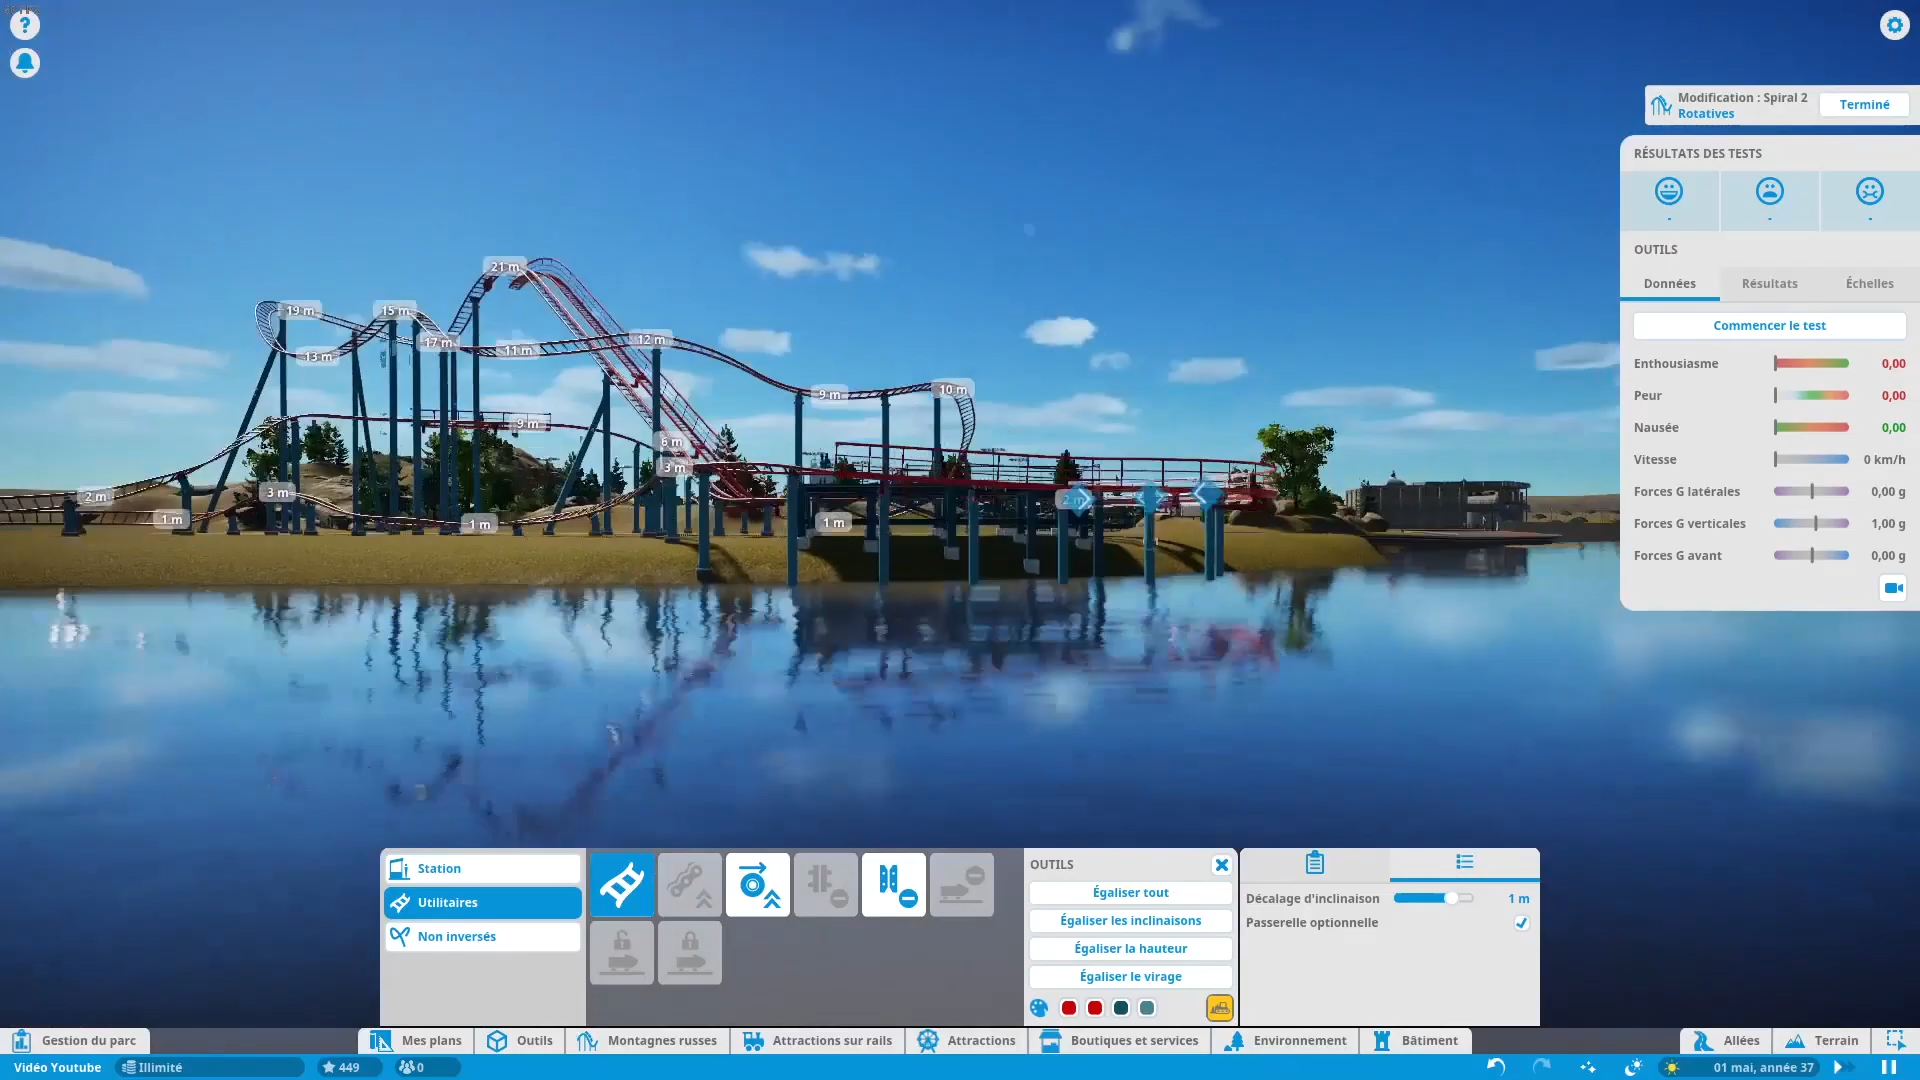 ?
Modification : Spiral 2
Rotatives
Terminé
RÉSULTATS DES TESTS
-
-
-
OUTILS
Données
Résultats
Échelles
Commencer le test
Enthousiasme 0,00
Peur 0,00
Nausée 0,00
Vitesse 0 km/h
Forces G latérales 0,00 g
Forces G verticales 1,00 g
Forces G avant 0,00 g
21 m
19 m
15 m
17 m
13 m
11 m
12 m
9 m
10 m
9 m
6 m
3 m
2 m
3 m
1 m
1 m
1 m
2 m
Station
Utilitaires
Non inversés
OUTILS
Égaliser tout
Égaliser les inclinaisons
Égaliser la hauteur
Égaliser le virage
Décalage d'inclinaison 1 m
Passerelle optionnelle
Gestion du parc
Mes plans
Outils
Montagnes russes
Attractions sur rails
Attractions
Boutiques et services
Environnement
Bâtiment
Allées
Terrain
Vidéo Youtube
Illimité
449
0
01 mai, année 37